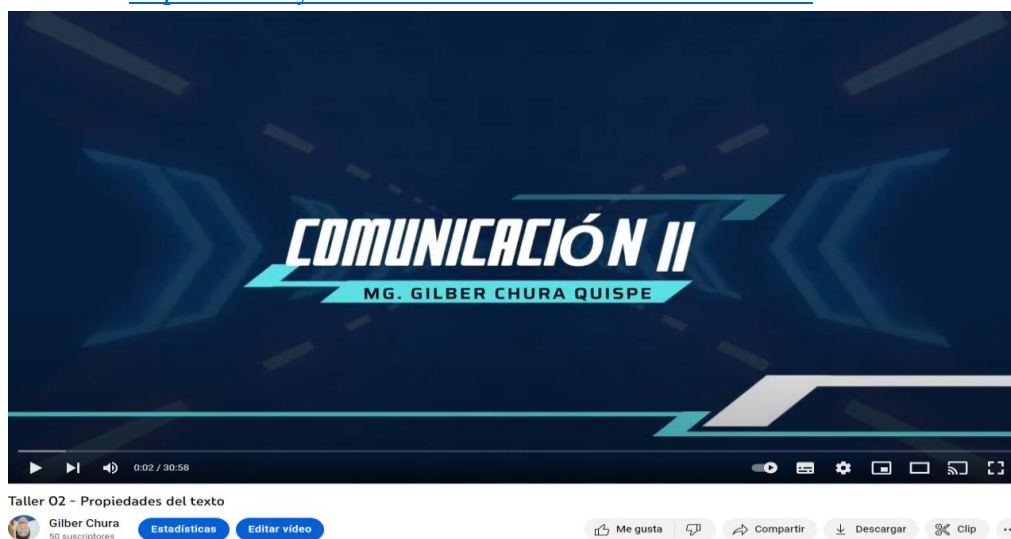 COMUNICACIÓN II
MG. GILBER CHURA QUISPE
0:02 / 30:58
Taller 02 - Propiedades del texto
Gilber Chura
50 suscriptores
Estadísticas
Editar vídeo
Me gusta
Compartir
Descargar
Clip